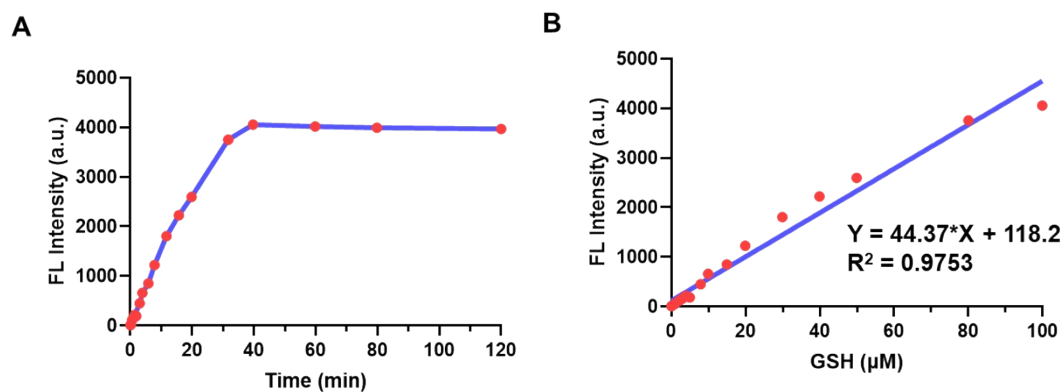 A
FL Intensity (a.u.)
5000
4000
3000
2000
1000
0
0 20 40 60 80 100 120
Time (min)
B
FL Intensity (a.u.)
5000
4000
3000
2000
1000
0
Y = 44.37*X + 118.2
R² = 0.9753
0 20 40 60 80 100
GSH (µM)